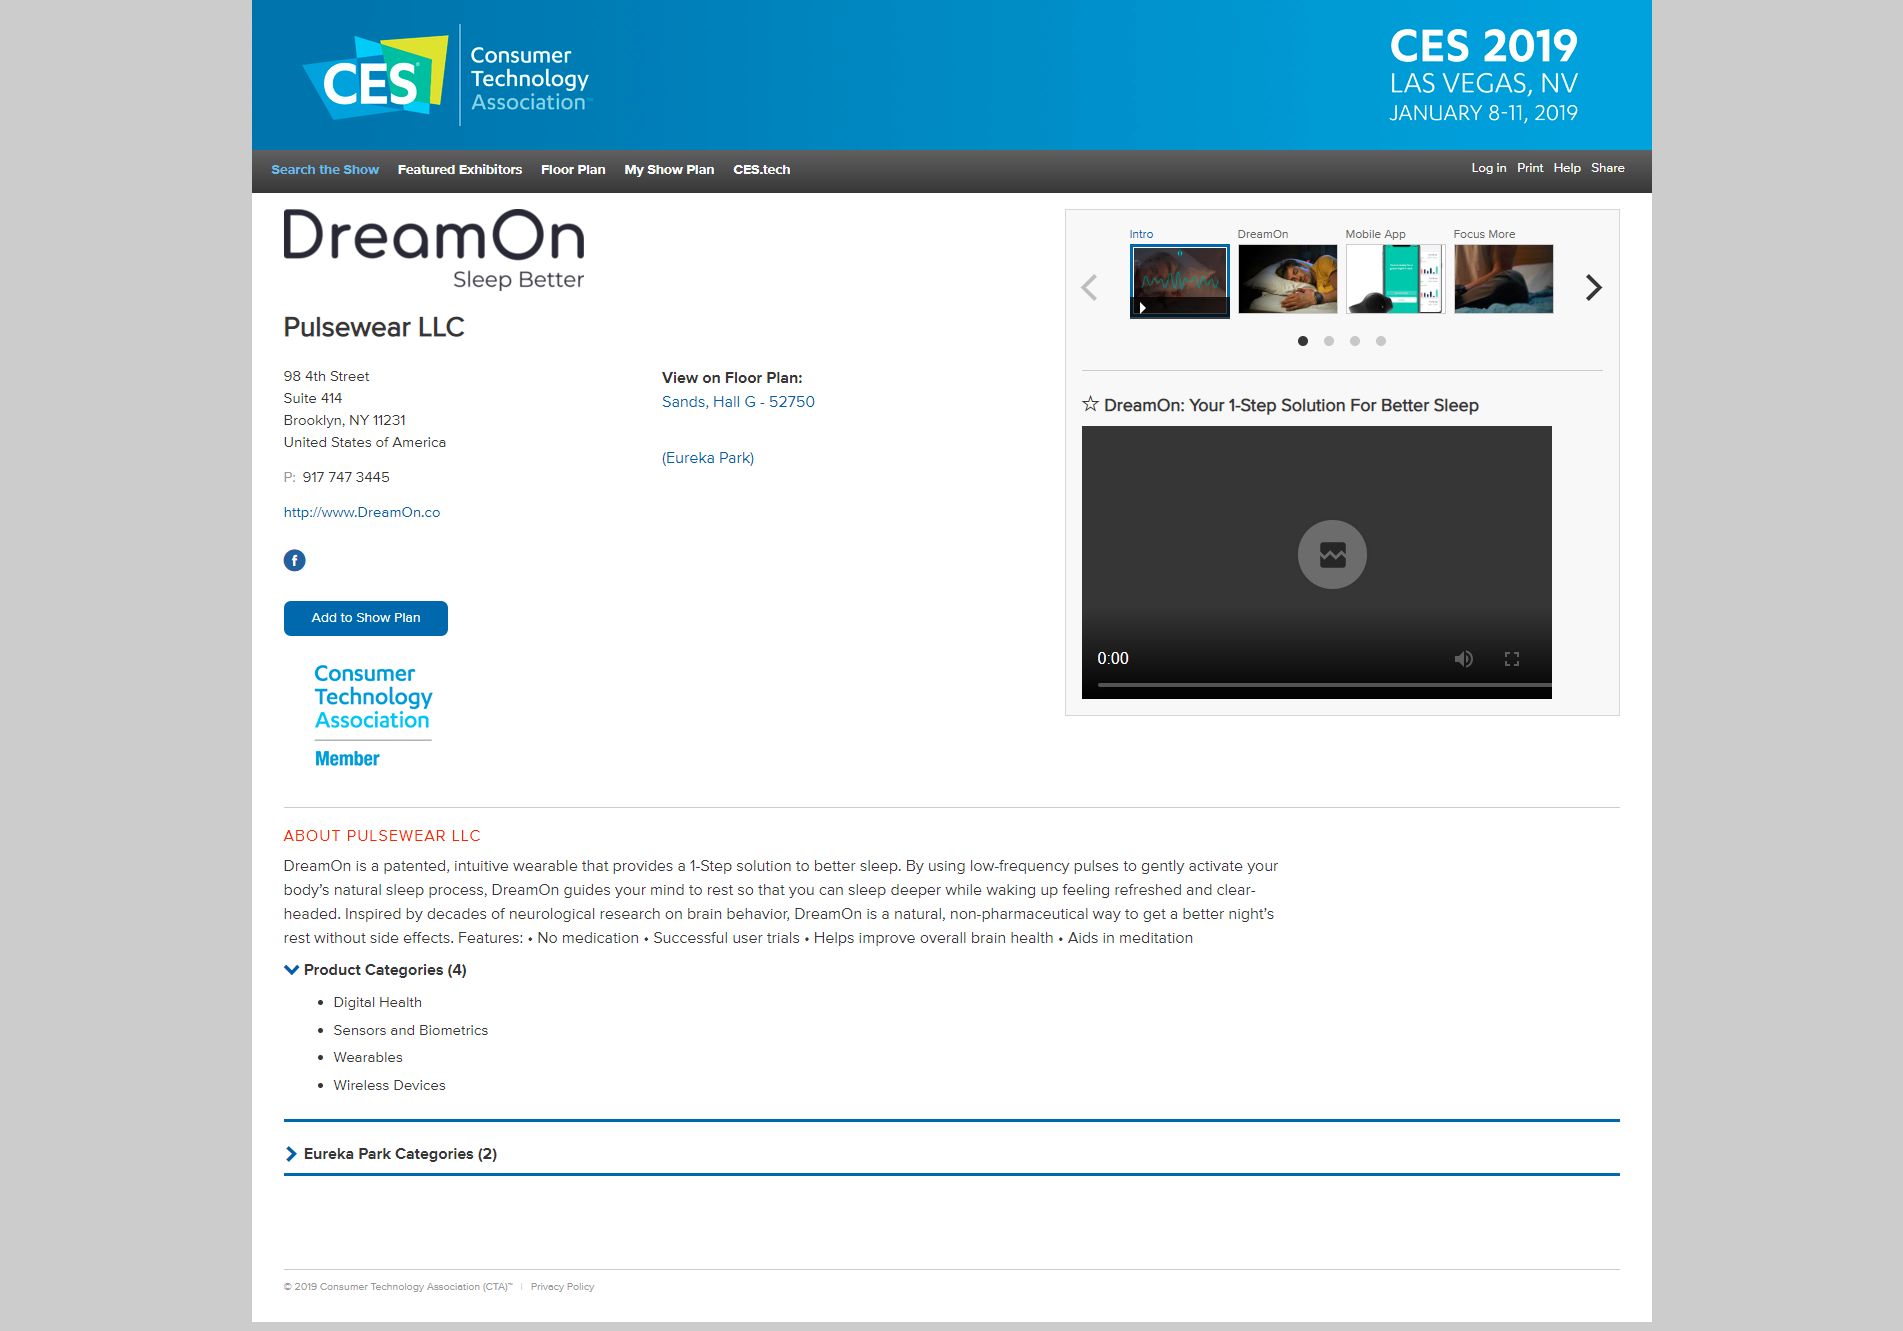 CES
Consumer
Technology
Association™
CES 2019
LAS VEGAS, NV
JANUARY 8-11, 2019
Search the Show Featured Exhibitors Floor Plan My Show Plan CES.tech
Log in Print Help Share
DreamOn
Sleep Better
Pulsewear LLC
98 4th Street
Suite 414
Brooklyn, NY 11231
United States of America
P: 917 747 3445
http://www.DreamOn.co
f
Add to Show Plan
Consumer
Technology
Association
Member
View on Floor Plan:
Sands, Hall G - 52750
(Eureka Park)
Intro DreamOn Mobile App Focus More
DreamOn: Your 1-Step Solution For Better Sleep
0:00
ABOUT PULSEWEAR LLC
DreamOn is a patented, intuitive wearable that provides a 1-Step solution to better sleep. By using low-frequency pulses to gently activate your
body’s natural sleep process, DreamOn guides your mind to rest so that you can sleep deeper while waking up feeling refreshed and clear-
headed. Inspired by decades of neurological research on brain behavior, DreamOn is a natural, non-pharmaceutical way to get a better night’s
rest without side effects. Features: • No medication • Successful user trials • Helps improve overall brain health • Aids in meditation
Product Categories (4)
• Digital Health
• Sensors and Biometrics
• Wearables
• Wireless Devices
Eureka Park Categories (2)
© 2019 Consumer Technology Association (CTA)™ | Privacy Policy